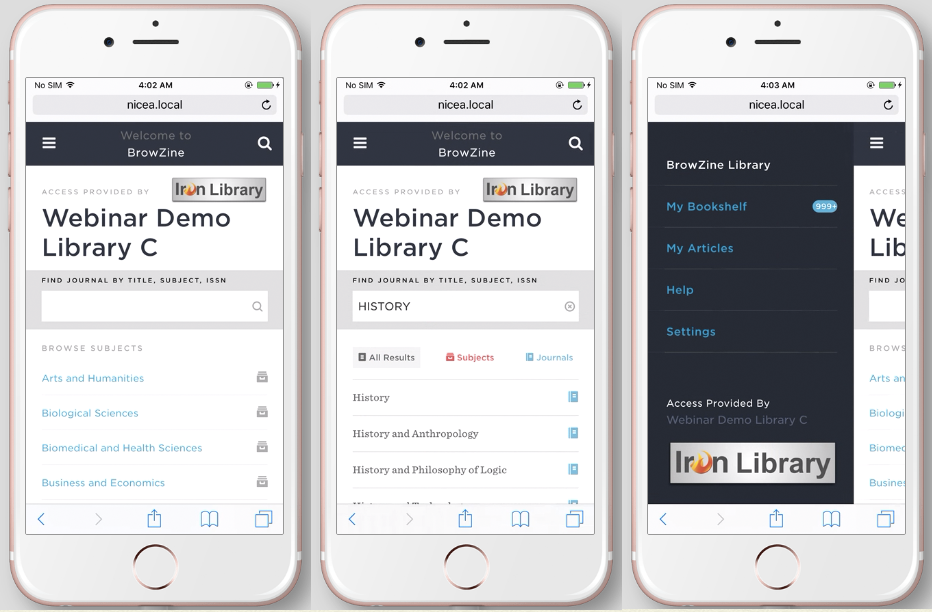 No SIM 4:02 AM
nicea.local
Welcome to
BrowZine
ACCESS PROVIDED BY Iron Library
Webinar Demo
Library C
FIND JOURNAL BY TITLE, SUBJECT, ISSN
BROWSE SUBJECTS
Arts and Humanities
Biological Sciences
Biomedical and Health Sciences
Business and Economics
No SIM 4:02 AM
nicea.local
Welcome to
BrowZine
ACCESS PROVIDED BY Iron Library
Webinar Demo
Library C
FIND JOURNAL BY TITLE, SUBJECT, ISSN
HISTORY
All Results Subjects Journals
History
History and Anthropology
History and Philosophy of Logic
No SIM 4:03 AM
nicea.local
BrowZine Library
My Bookshelf 999+
My Articles
Help
Settings
Access Provided By
Webinar Demo Library C
Iron Library
ACCESS
We
Lib
FIND JO
BROWS
Arts an
Biologi
Biomed
Busines